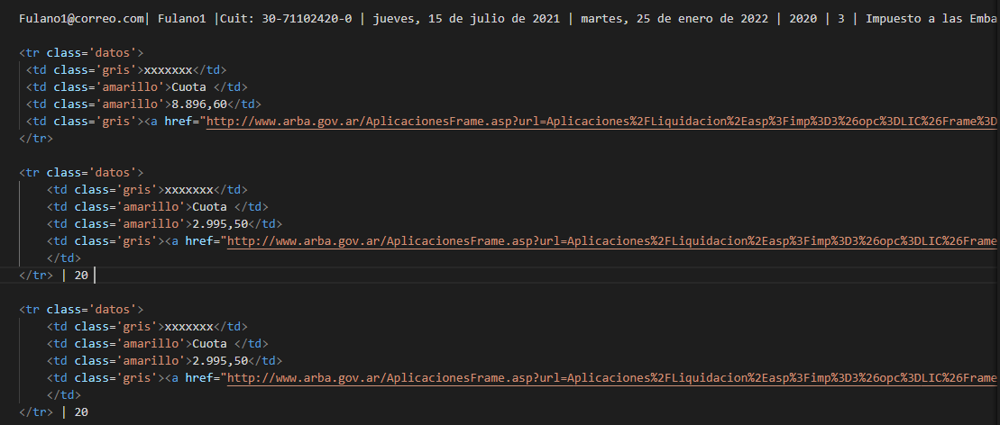 Fulano1@correo.com| Fulano1 |Cuit: 30-71102420-0 | jueves, 15 de julio de 2021 | martes, 25 de enero de 2022 | 2020 | 3 | Impuesto a las Emba
<tr class='datos'>
<td class='gris'>xxxxxxx</td>
<td class='amarillo'>Cuota </td>
<td class='amarillo'>8.896,60</td>
<td class='gris'><a href="http://www.arba.gov.ar/AplicacionesFrame.asp?url=Aplicaciones%2FLiquidacion%2Easp%3Fimp%3D3%26opc%3DLIC%26Frame%3D
</tr>
<tr class='datos'>
<td class='gris'>xxxxxxx</td>
<td class='amarillo'>Cuota </td>
<td class='amarillo'>2.995,50</td>
<td class='gris'><a href="http://www.arba.gov.ar/AplicacionesFrame.asp?url=Aplicaciones%2FLiquidacion%2Easp%3Fimp%3D3%26opc%3DLIC%26Frame
</td>
</tr> | 20
<tr class='datos'>
<td class='gris'>xxxxxxx</td>
<td class='amarillo'>Cuota </td>
<td class='amarillo'>2.995,50</td>
<td class='gris'><a href="http://www.arba.gov.ar/AplicacionesFrame.asp?url=Aplicaciones%2FLiquidacion%2Easp%3Fimp%3D3%26opc%3DLIC%26Frame
</td>
</tr> | 20